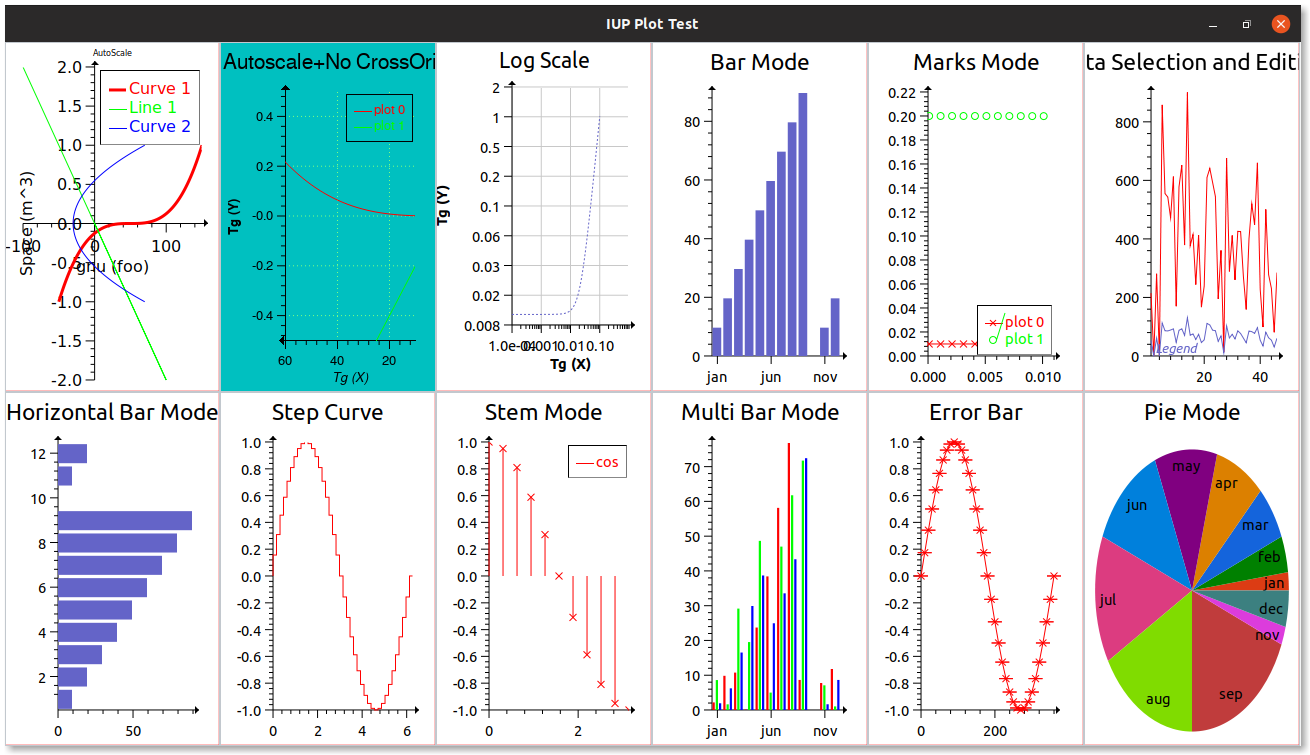 IUP Plot Test
AutoScale
2.0
1.5
1.0
0.5
0.0
-0.5
-1.0
-1.5
-2.0
0
100
Curve 1
Line 1
Curve 2
Space (m^3)
gnu (foo)
Autoscale+No CrossOri
0.4
0.2
-0.0
-0.2
-0.4
60
40
20
plot 0
plot 1
Tg (Y)
Tg (X)
Log Scale
2
1
0.5
0.2
0.1
0.06
0.03
0.02
0.008
0.01
0.10
Tg (Y)
Tg (X)
Bar Mode
80
60
40
20
0
jan
jun
nov
Marks Mode
0.22
0.20
0.18
0.16
0.14
0.12
0.10
0.08
0.06
0.04
0.02
0.00
0.000
0.005
0.010
plot 0
plot 1
ta Selection and Editi
800
600
400
200
0
20
40
Legend
Horizontal Bar Mode
12
10
8
6
4
2
0
50
Step Curve
1.0
0.8
0.6
0.4
0.2
0.0
-0.2
-0.4
-0.6
-0.8
-1.0
0
2
4
6
Stem Mode
1.0
0.8
0.6
0.4
0.2
0.0
-0.2
-0.4
-0.6
-0.8
-1.0
0
2
cos
Multi Bar Mode
70
60
50
40
30
20
10
0
jan
jun
nov
Error Bar
1.0
0.8
0.6
0.4
0.2
0.0
-0.2
-0.4
-0.6
-0.8
-1.0
0
200
Pie Mode
may
apr
jun
mar
feb
jan
jul
dec
nov
sep
aug